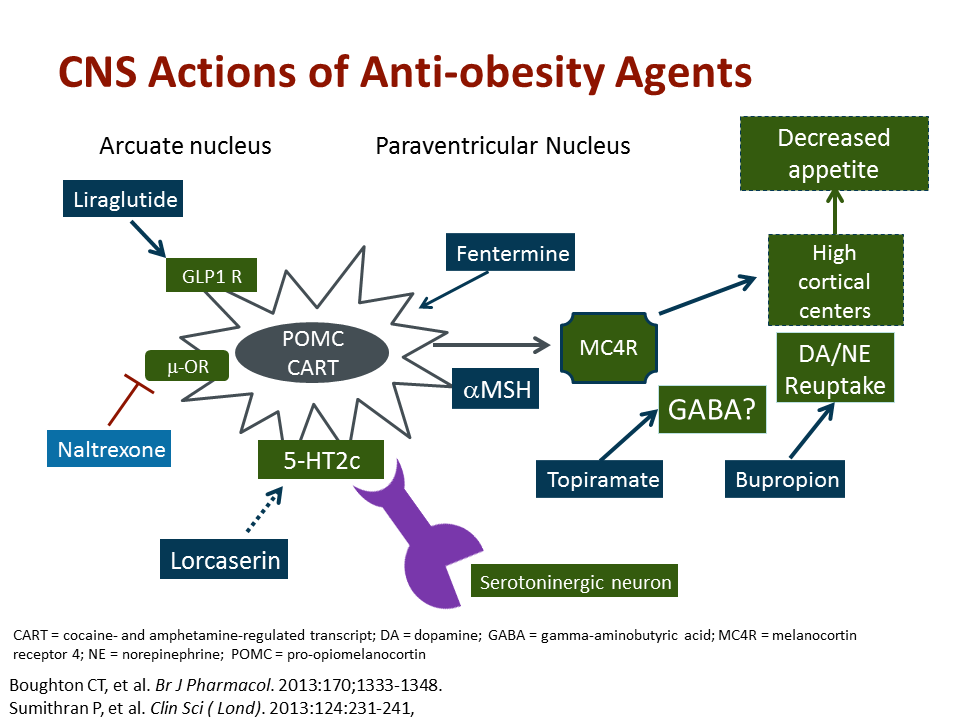 CNS Actions of Anti-obesity Agents
Arcuate nucleus
Paraventricular Nucleus
Decreased
appetite
Liraglutide
GLP1 R
Fentermine
High
cortical
centers
POMC
CART
MC4R
μ-OR
DA/NE
Reuptake
αMSH
GABA?
Naltrexone
5-HT2c
Topiramate
Bupropion
Lorcaserin
Serotoninergic neuron
CART = cocaine- and amphetamine-regulated transcript; DA = dopamine; GABA = gamma-aminobutyric acid; MC4R = melanocortin
receptor 4; NE = norepinephrine; POMC = pro-opiomelanocortin
Boughton CT, et al. Br J Pharmacol. 2013:170;1333-1348.
Sumithran P, et al. Clin Sci ( Lond). 2013:124:231-241,